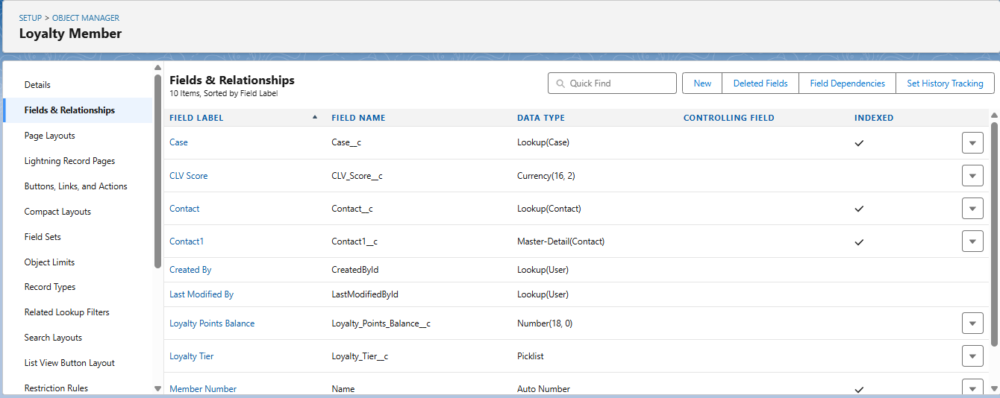 SETUP > OBJECT MANAGER
Loyalty Member
Details
Fields & Relationships
Page Layouts
Lightning Record Pages
Buttons, Links, and Actions
Compact Layouts
Field Sets
Object Limits
Record Types
Related Lookup Filters
Search Layouts
List View Button Layout
Restriction Rules
Fields & Relationships
10 Items, Sorted by Field Label
Quick Find
New
Deleted Fields
Field Dependencies
Set History Tracking
FIELD LABEL FIELD NAME DATA TYPE CONTROLLING FIELD INDEXED
Case Case__c Lookup(Case)
CLV Score CLV_Score__c Currency(16, 2)
Contact Contact__c Lookup(Contact)
Contact1 Contact1__c Master-Detail(Contact)
Created By CreatedById Lookup(User)
Last Modified By LastModifiedById Lookup(User)
Loyalty Points Balance Loyalty_Points_Balance__c Number(18, 0)
Loyalty Tier Loyalty_Tier__c Picklist
Member Number Name Auto Number